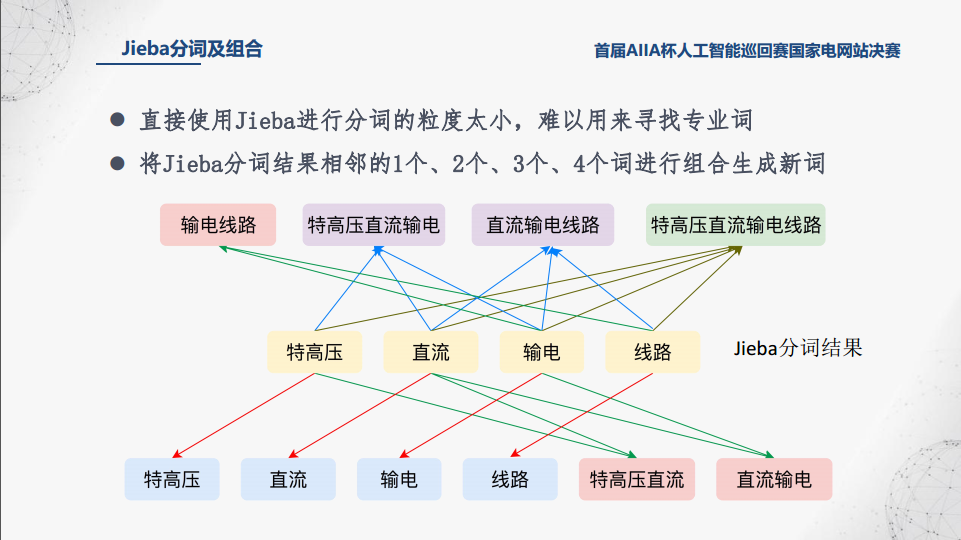 Jieba分词及组合
首届AIIA杯人工智能巡回赛国家电网站决赛
直接使用Jieba进行分词的粒度太小，难以用来寻找专业词
将Jieba分词结果相邻的1个、2个、3个、4个词进行组合生成新词
输电线路 特高压直流输电 直流输电线路 特高压直流输电线路
特高压 直流 输电 线路 Jieba分词结果
特高压 直流 输电 线路 特高压直流 直流输电